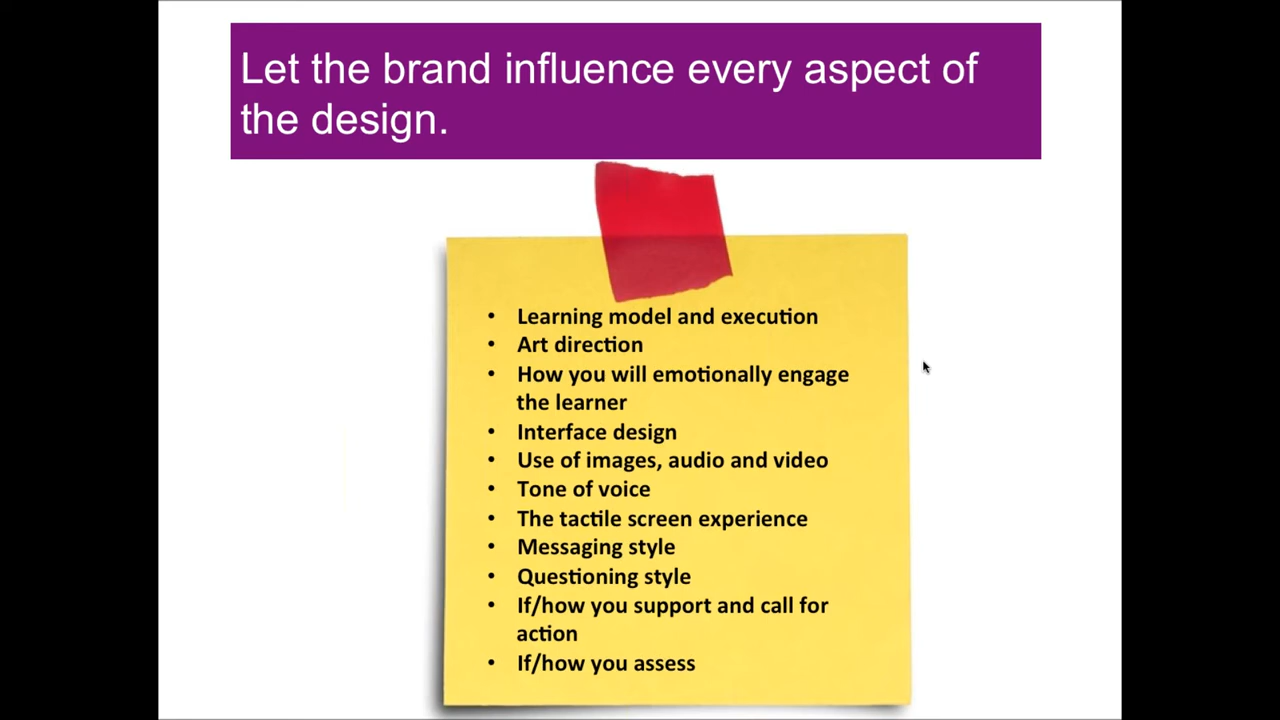 Let the brand influence every aspect of
the design.
• Learning model and execution
• Art direction
• How you will emotionally engage
the learner
• Interface design
• Use of images, audio and video
• Tone of voice
• The tactile screen experience
• Messaging style
• Questioning style
• If/how you support and call for
action
• If/how you assess